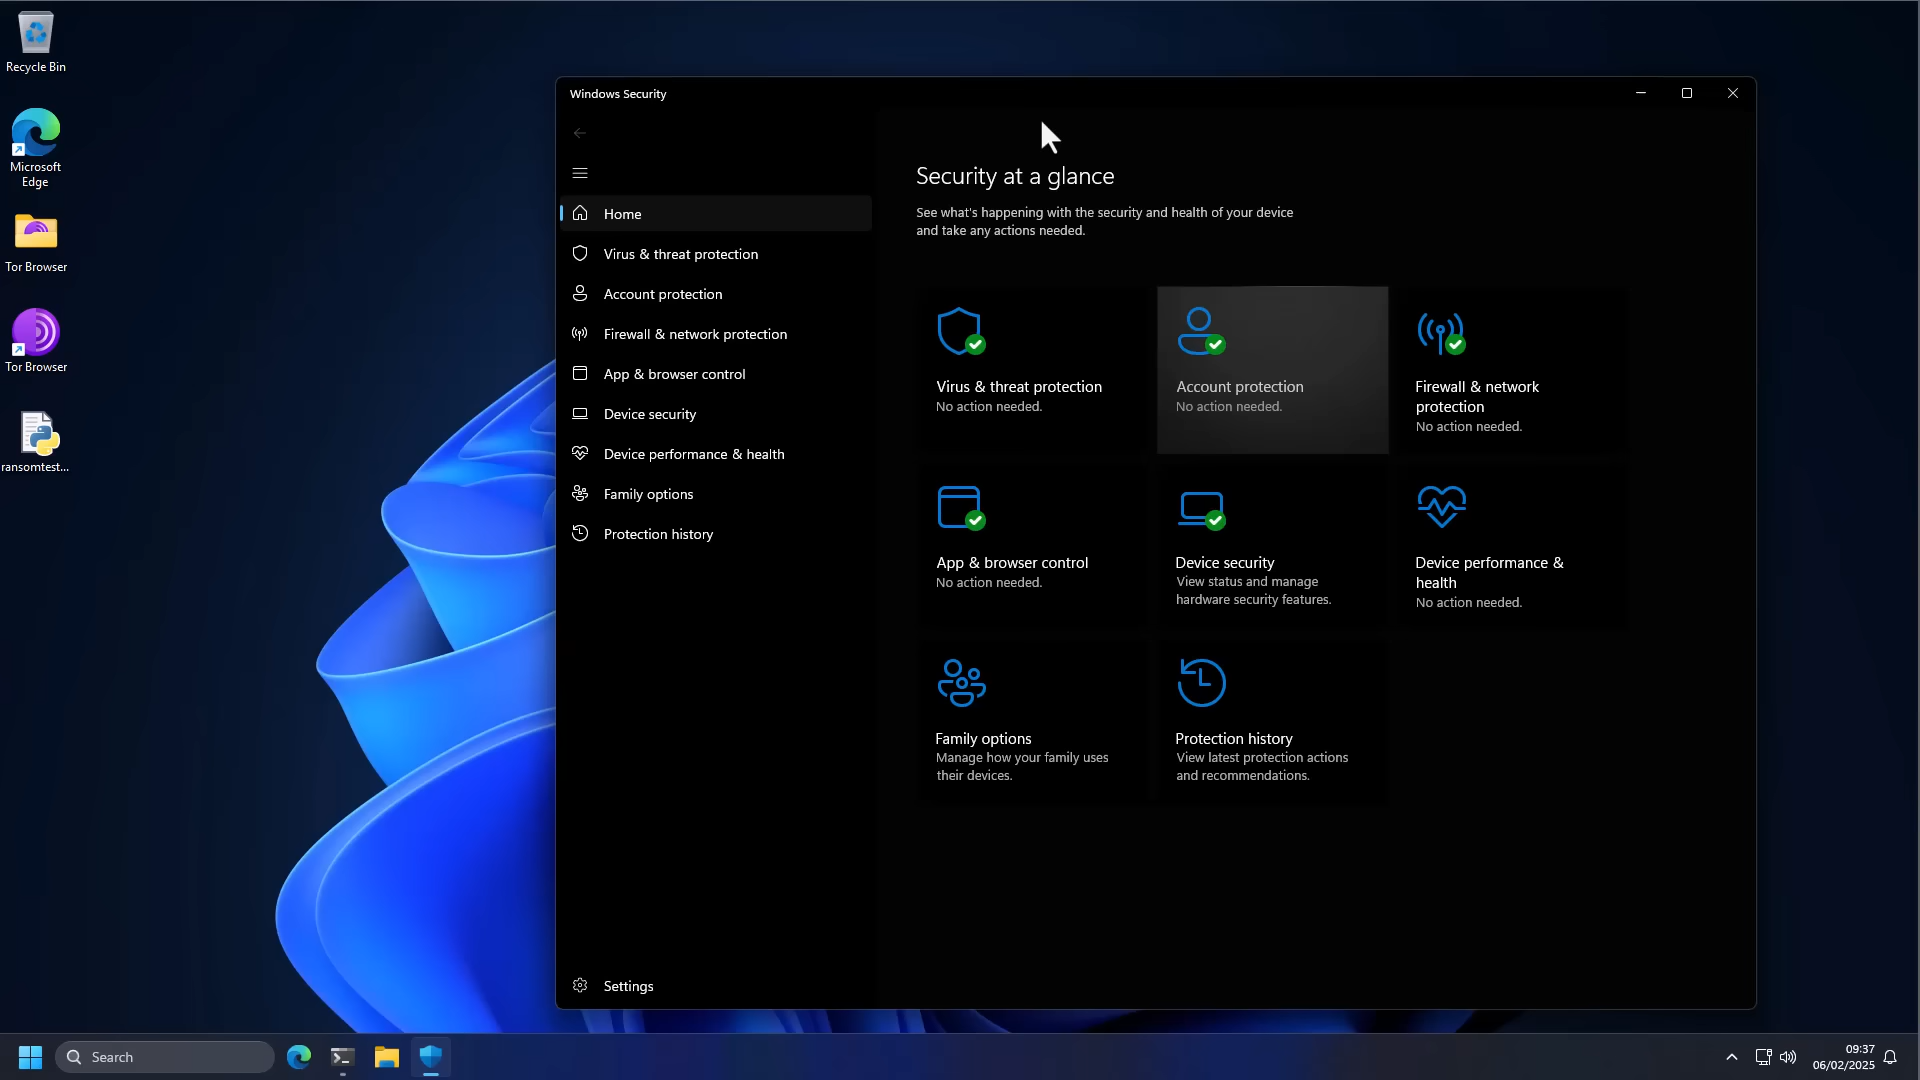 Recycle Bin
Microsoft
Edge
Tor Browser
Tor Browser
ransomtest...
Windows Security
Home
Virus & threat protection
Account protection
Firewall & network protection
App & browser control
Device security
Device performance & health
Family options
Protection history
Settings
Security at a glance
See what's happening with the security and health of your device
and take any actions needed.
Virus & threat protection
No action needed.
Account protection
No action needed.
Firewall & network
protection
No action needed.
App & browser control
No action needed.
Device security
View status and manage
hardware security features.
Device performance &
health
No action needed.
Family options
Manage how your family uses
their devices.
Protection history
View latest protection actions
and recommendations.
Search
09:37
06/02/2025